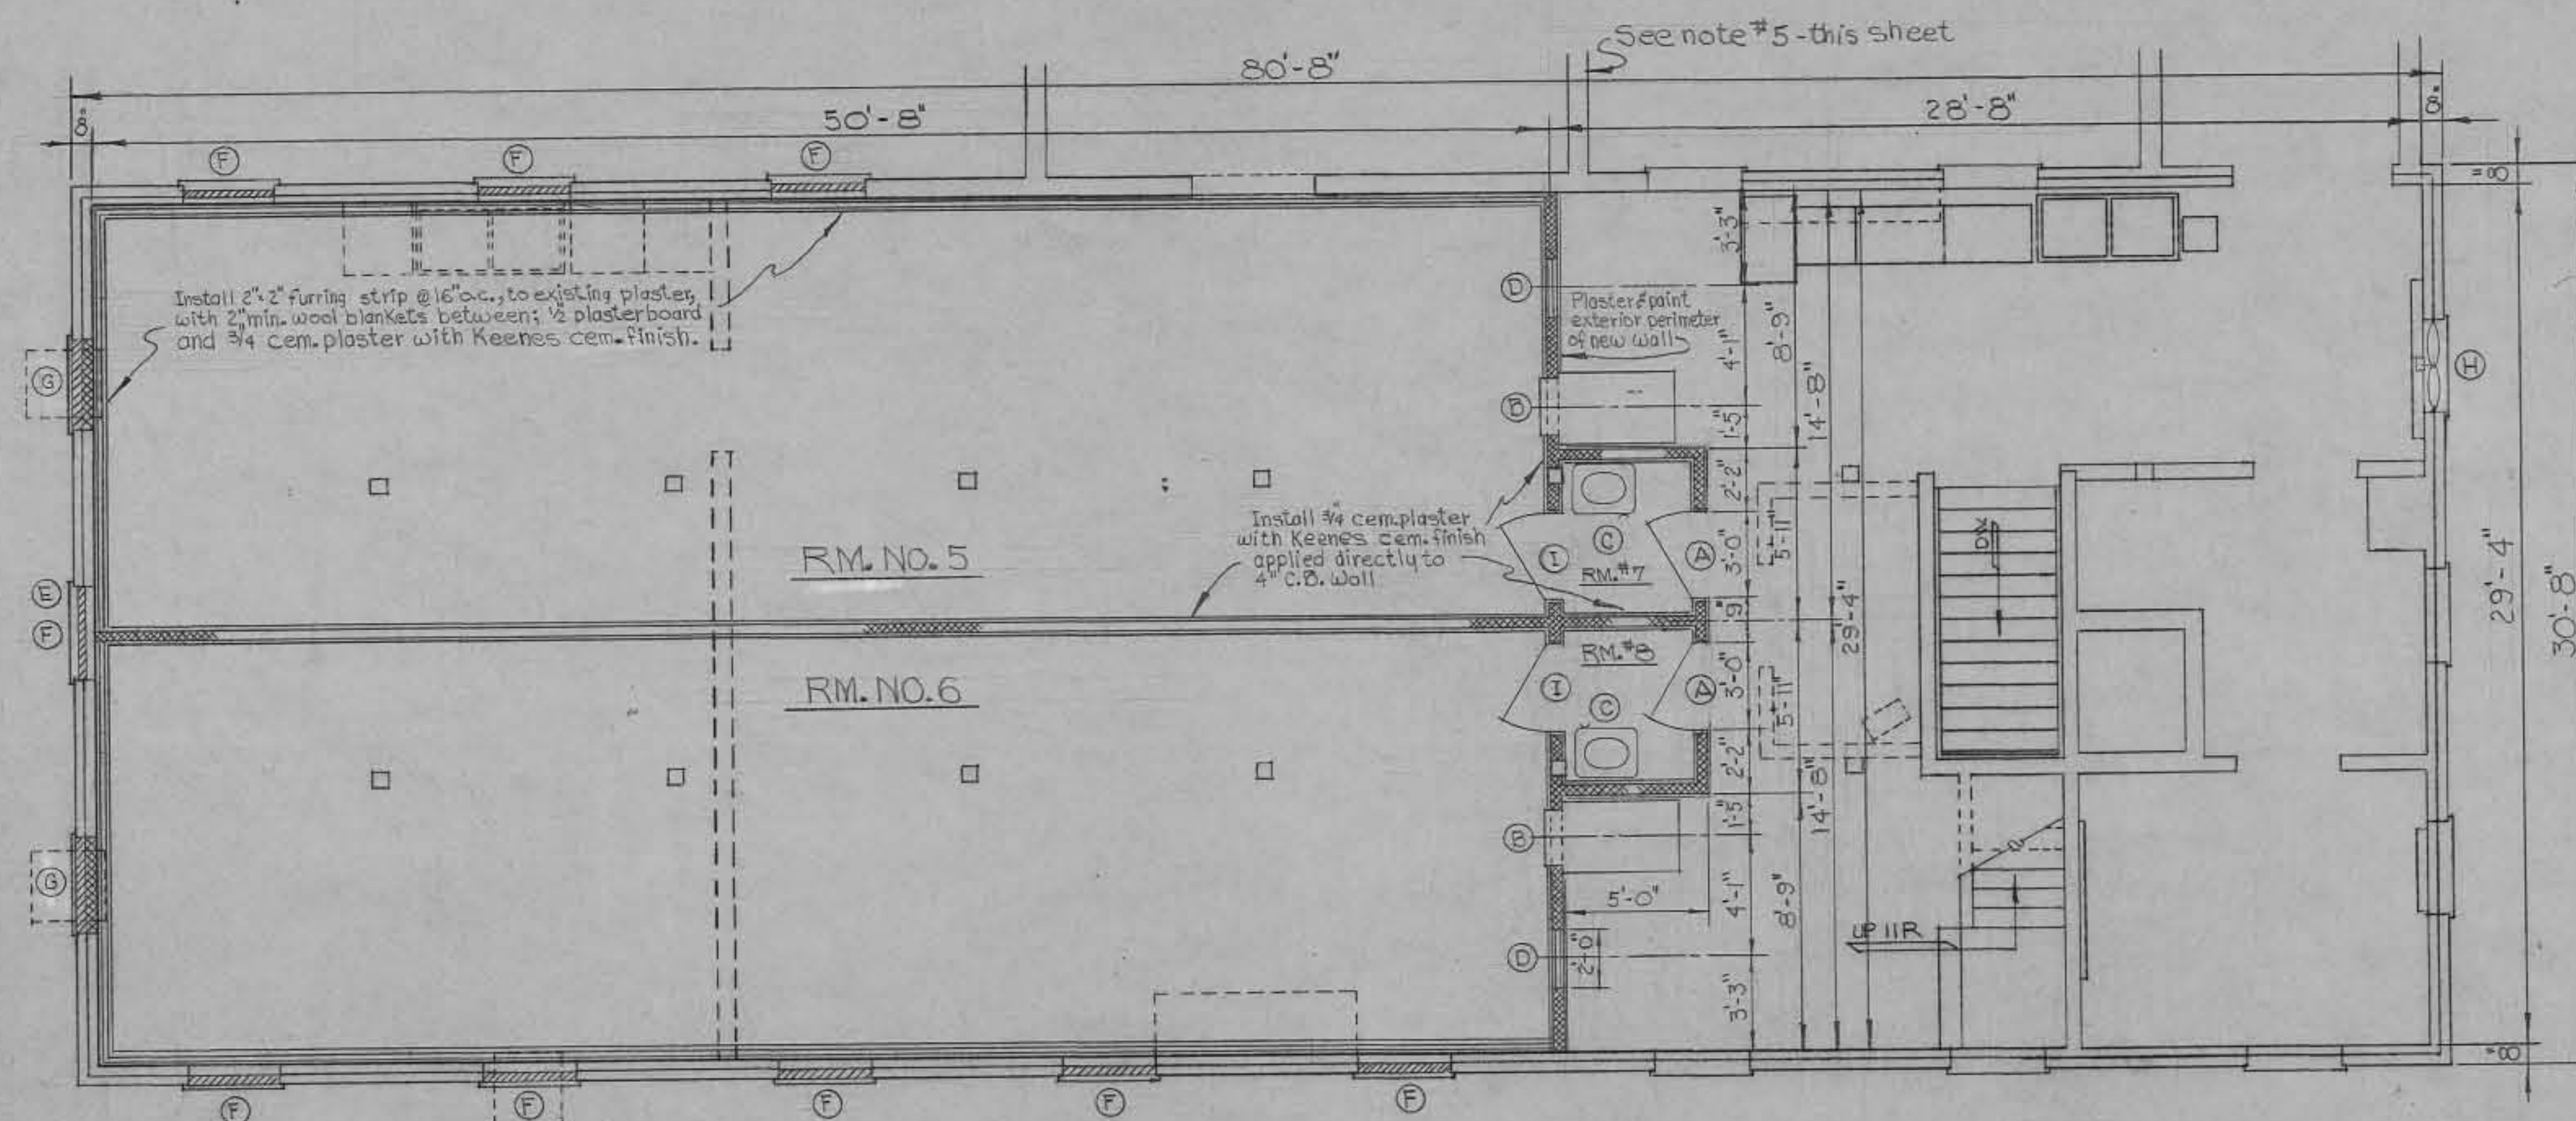 See note #5-this sheet
80'-8"
8"
50'-8"
28'-8"
8"
F
F
F
8"
Install 2"x2" furring strip @16"o.c., to existing plaster,
with 2" min. wool blankets between; 1/2 plasterboard
and 3/4 cem. plaster with Keenes cem. finish.
3'-3"
D
Plaster & paint
exterior perimeter
of new wall
4'-1"
8'-9"
G
B
1'-5"
14'-8"
H
2'-2"
Install 3/4" cem. plaster
with Keenes cem. finish
applied directly to
4" C.B. Wall
RM. NO. 5
I
C
A
RM. #7
3'-0"
5'-11"
DN
E
F
9"
29'-4"
29'-4"
30'-8"
RM. NO. 6
RM. #8
I
C
A
3'-0"
5'-11"
2'-2"
14'-8"
B
1'-5"
G
5'-0"
4'-1"
8'-9"
UP 11R
D
2'-0"
3'-3"
8"
F
F
F
F
F